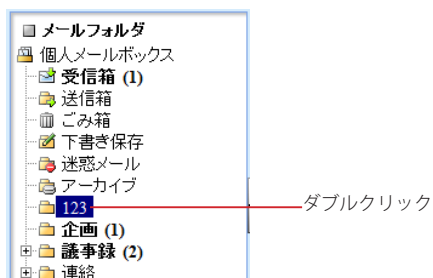 メールフォルダ
個人メールボックス
受信箱 (1)
送信箱
ごみ箱
下書き保存
迷惑メール
アーカイブ
123 ダブルクリック
企画 (1)
議事録 (2)
連絡